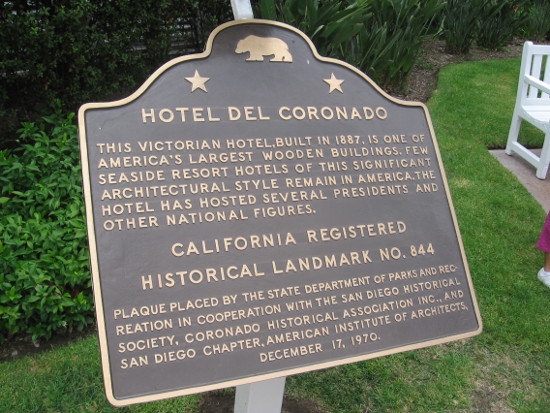 HOTEL DEL CORONADO
THIS VICTORIAN HOTEL, BUILT IN 1887, IS ONE OF
AMERICA'S LARGEST WOODEN BUILDINGS. FEW
SEASIDE RESORT HOTELS OF THIS SIGNIFICANT
ARCHITECTURAL STYLE REMAIN IN AMERICA. THE
HOTEL HAS HOSTED SEVERAL PRESIDENTS AND
OTHER NATIONAL FIGURES.
CALIFORNIA REGISTERED
HISTORICAL LANDMARK NO. 844
PLAQUE PLACED BY THE STATE DEPARTMENT OF PARKS AND REC-
REATION IN COOPERATION WITH THE SAN DIEGO HISTORICAL
SOCIETY, CORONADO HISTORICAL ASSOCIATION INC., AND
SAN DIEGO CHAPTER, AMERICAN INSTITUTE OF ARCHITECTS,
DECEMBER 17, 1970.